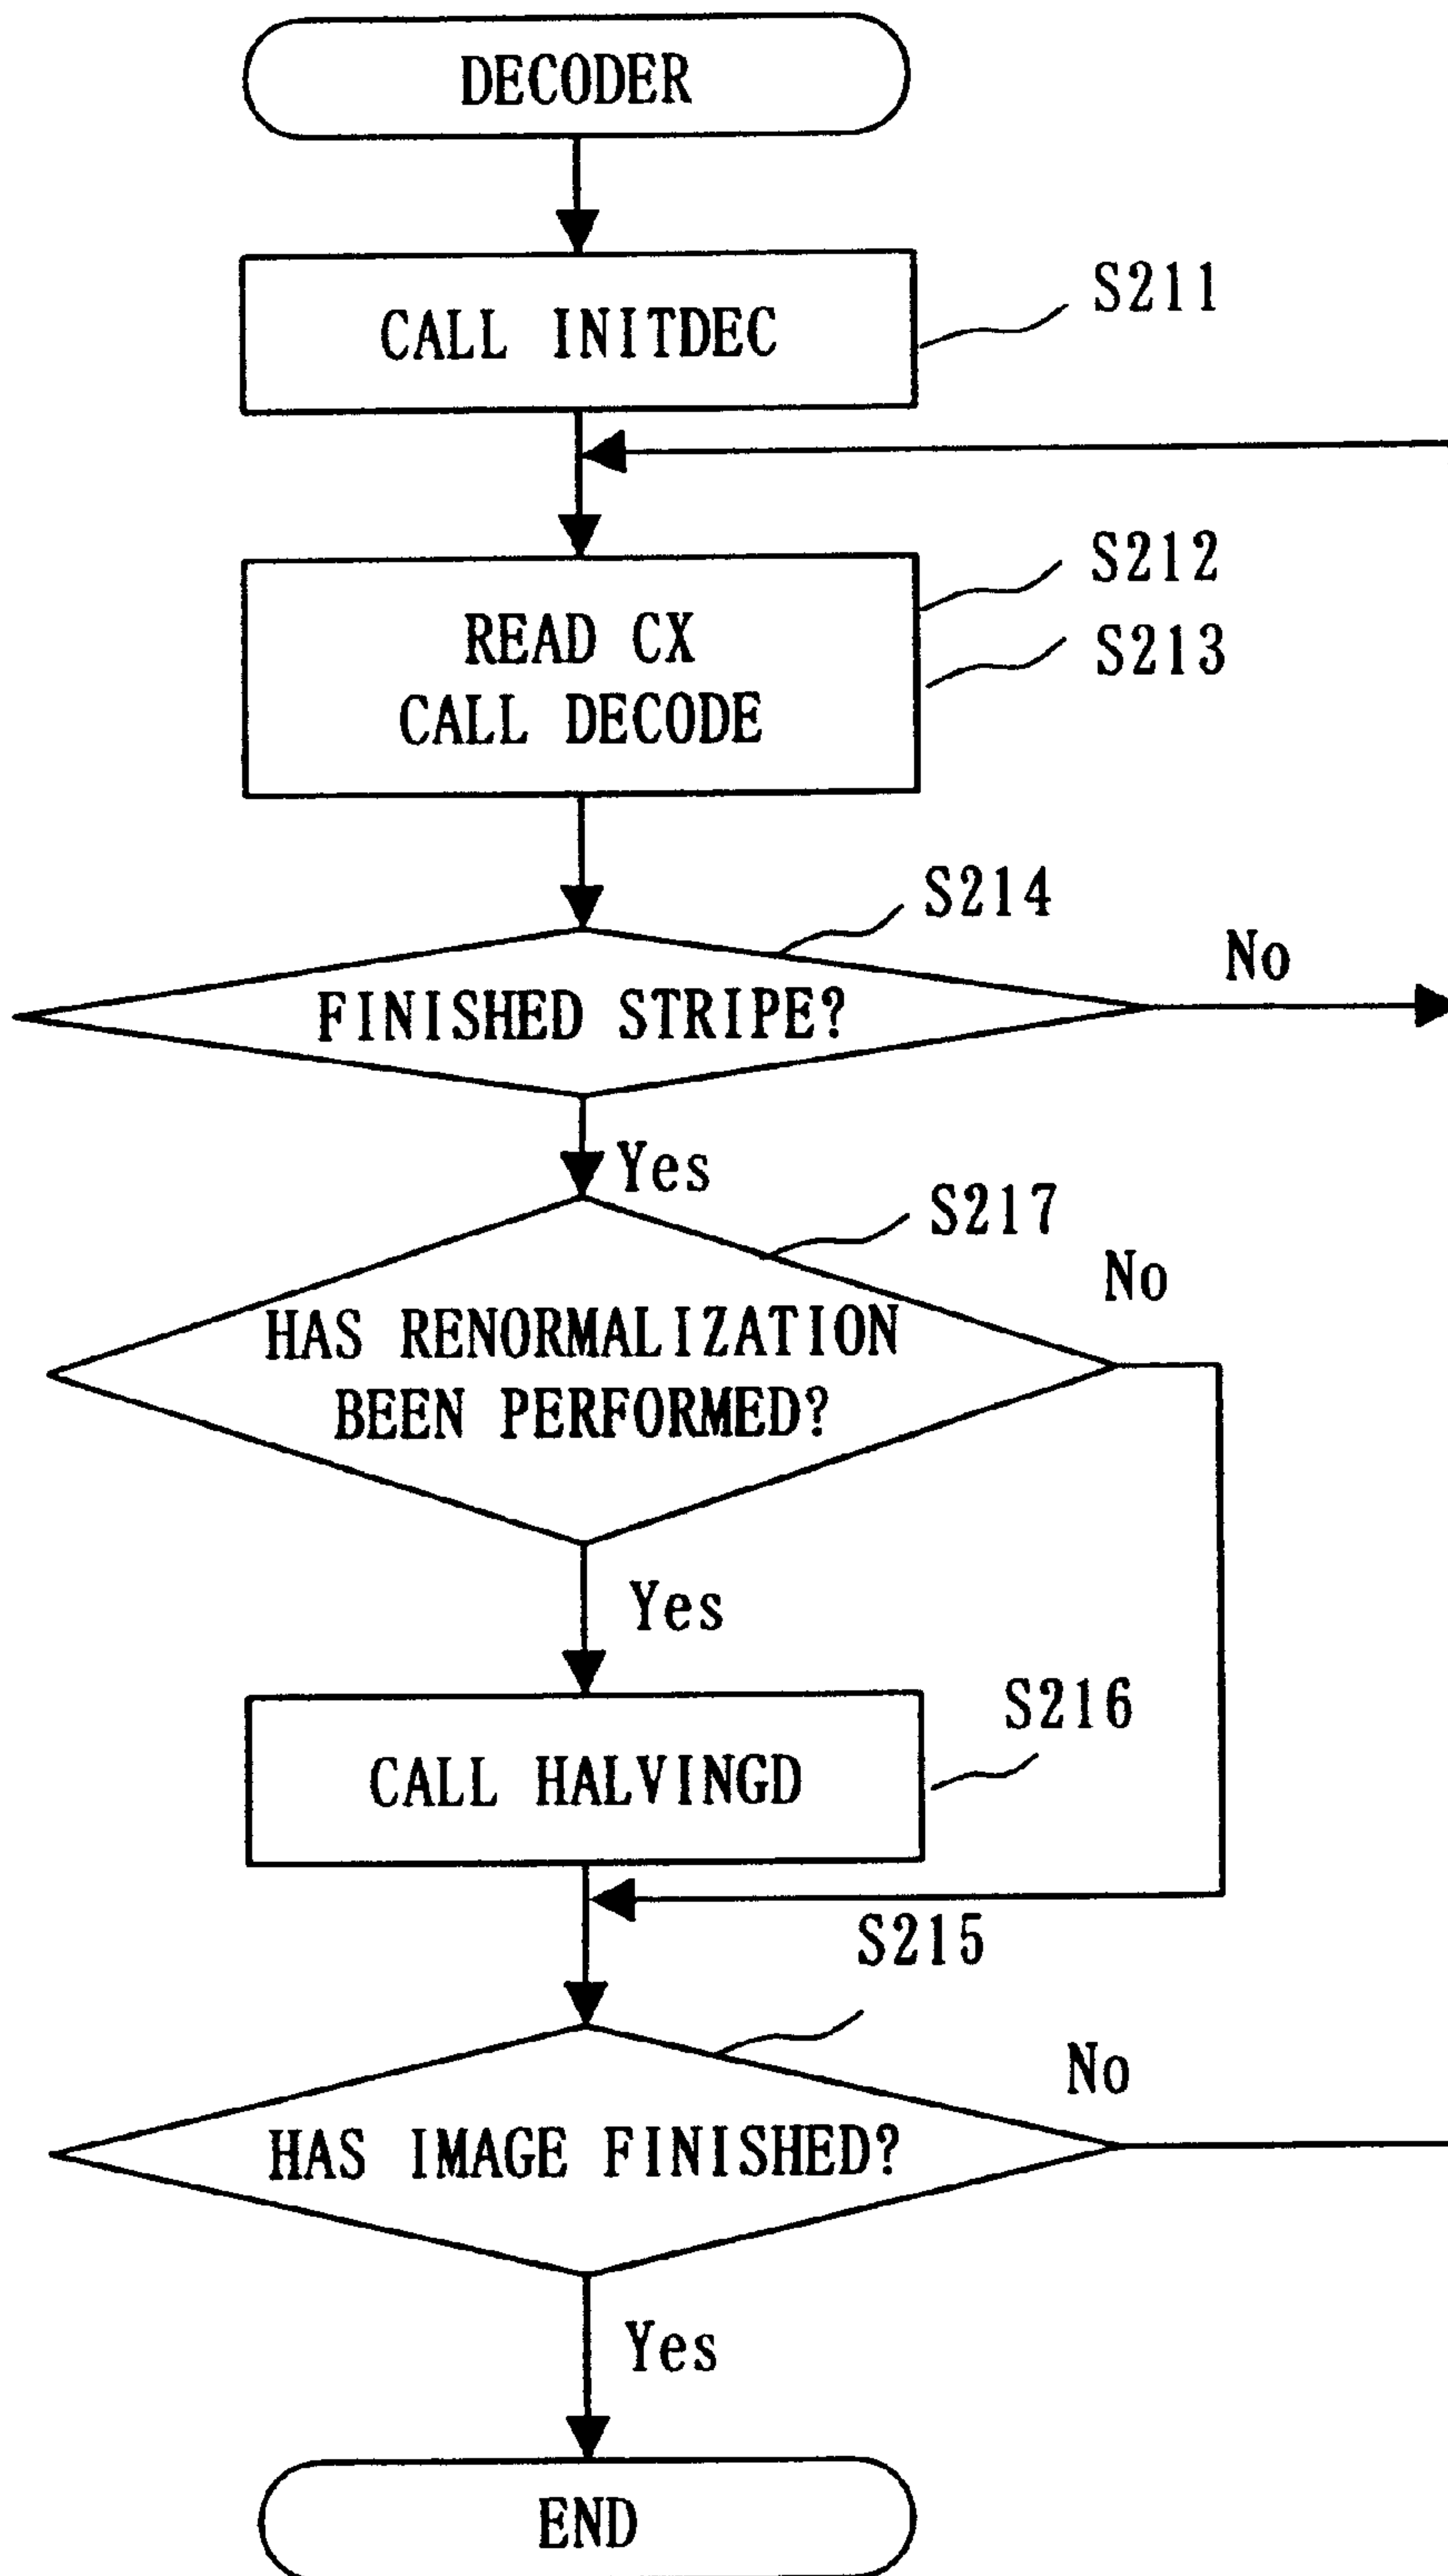 DECODER
CALL INITDEC
S211
READ CX
S212
CALL DECODE
S213
S214
FINISHED STRIPE?
No
Yes
S217
No
HAS RENORMALIZATION
BEEN PERFORMED?
Yes
CALL HALVINGD
S216
S215
No
HAS IMAGE FINISHED?
Yes
END